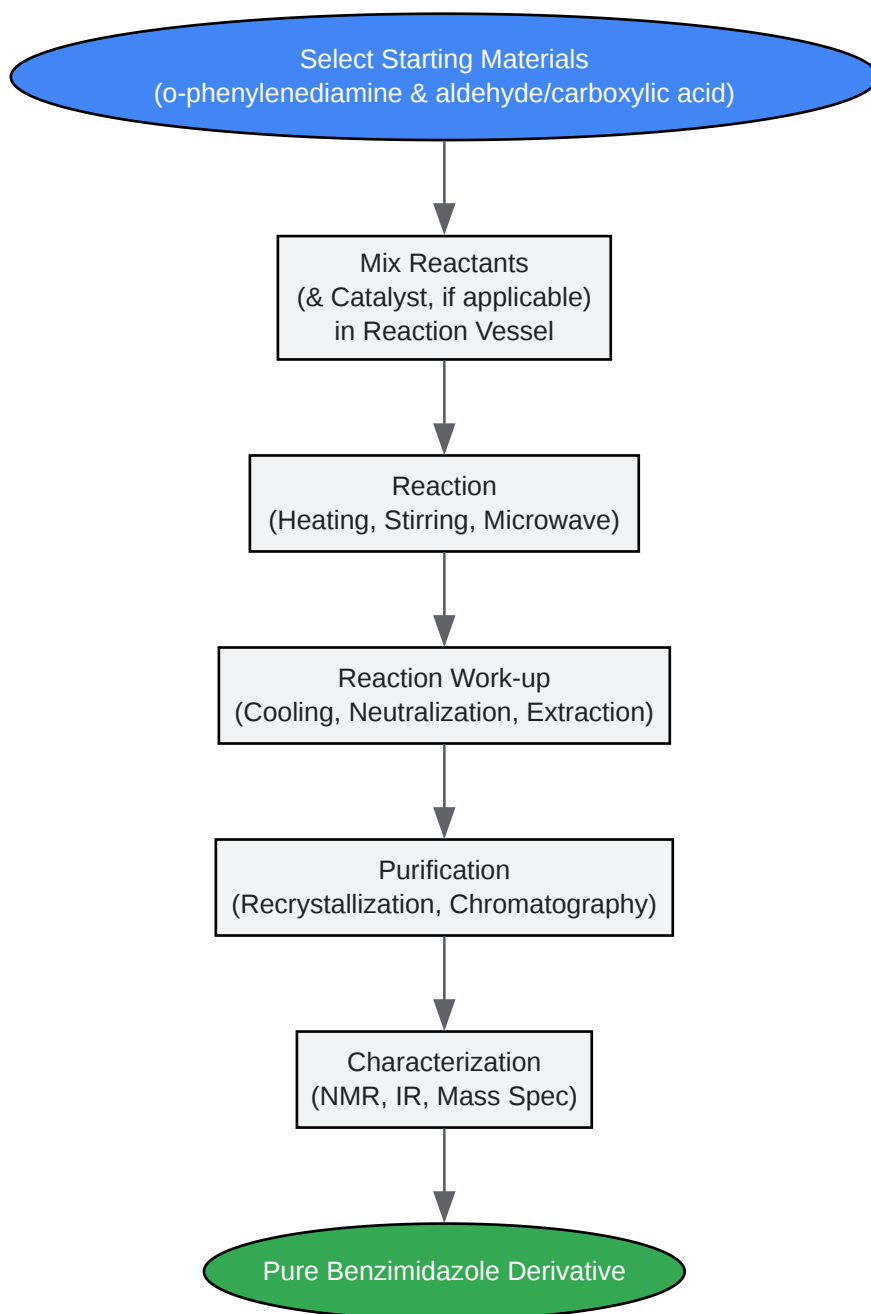 Select Starting Materials
(o-phenylenediamine & aldehyde/carboxylic acid)
Mix Reactants
(& Catalyst, if applicable)
in Reaction Vessel
Reaction
(Heating, Stirring, Microwave)
Reaction Work-up
(Cooling, Neutralization, Extraction)
Purification
(Recrystallization, Chromatography)
Characterization
(NMR, IR, Mass Spec)
Pure Benzimidazole Derivative